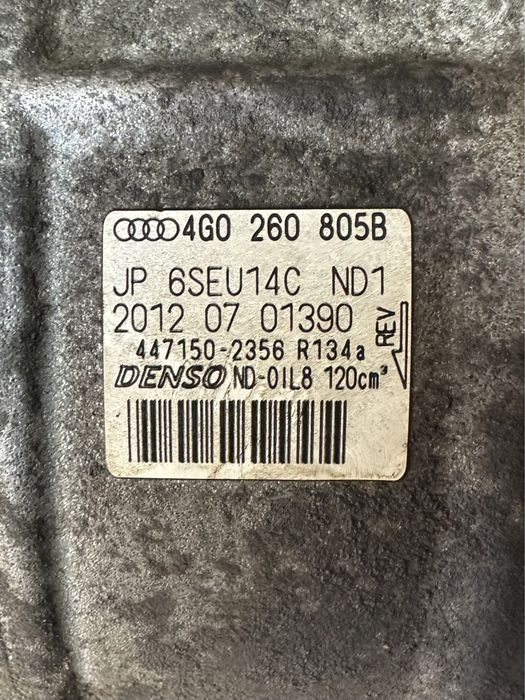 4G0 260 805B
JP 6SEU14C ND1
2012 07 01390
REV
447150-2356 R134a
DENSO ND-OIL8 120cm³